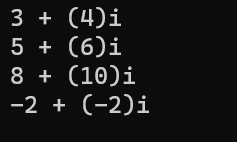 3 + (4)i
5 + (6)i
8 + (10)i
-2 + (-2)i